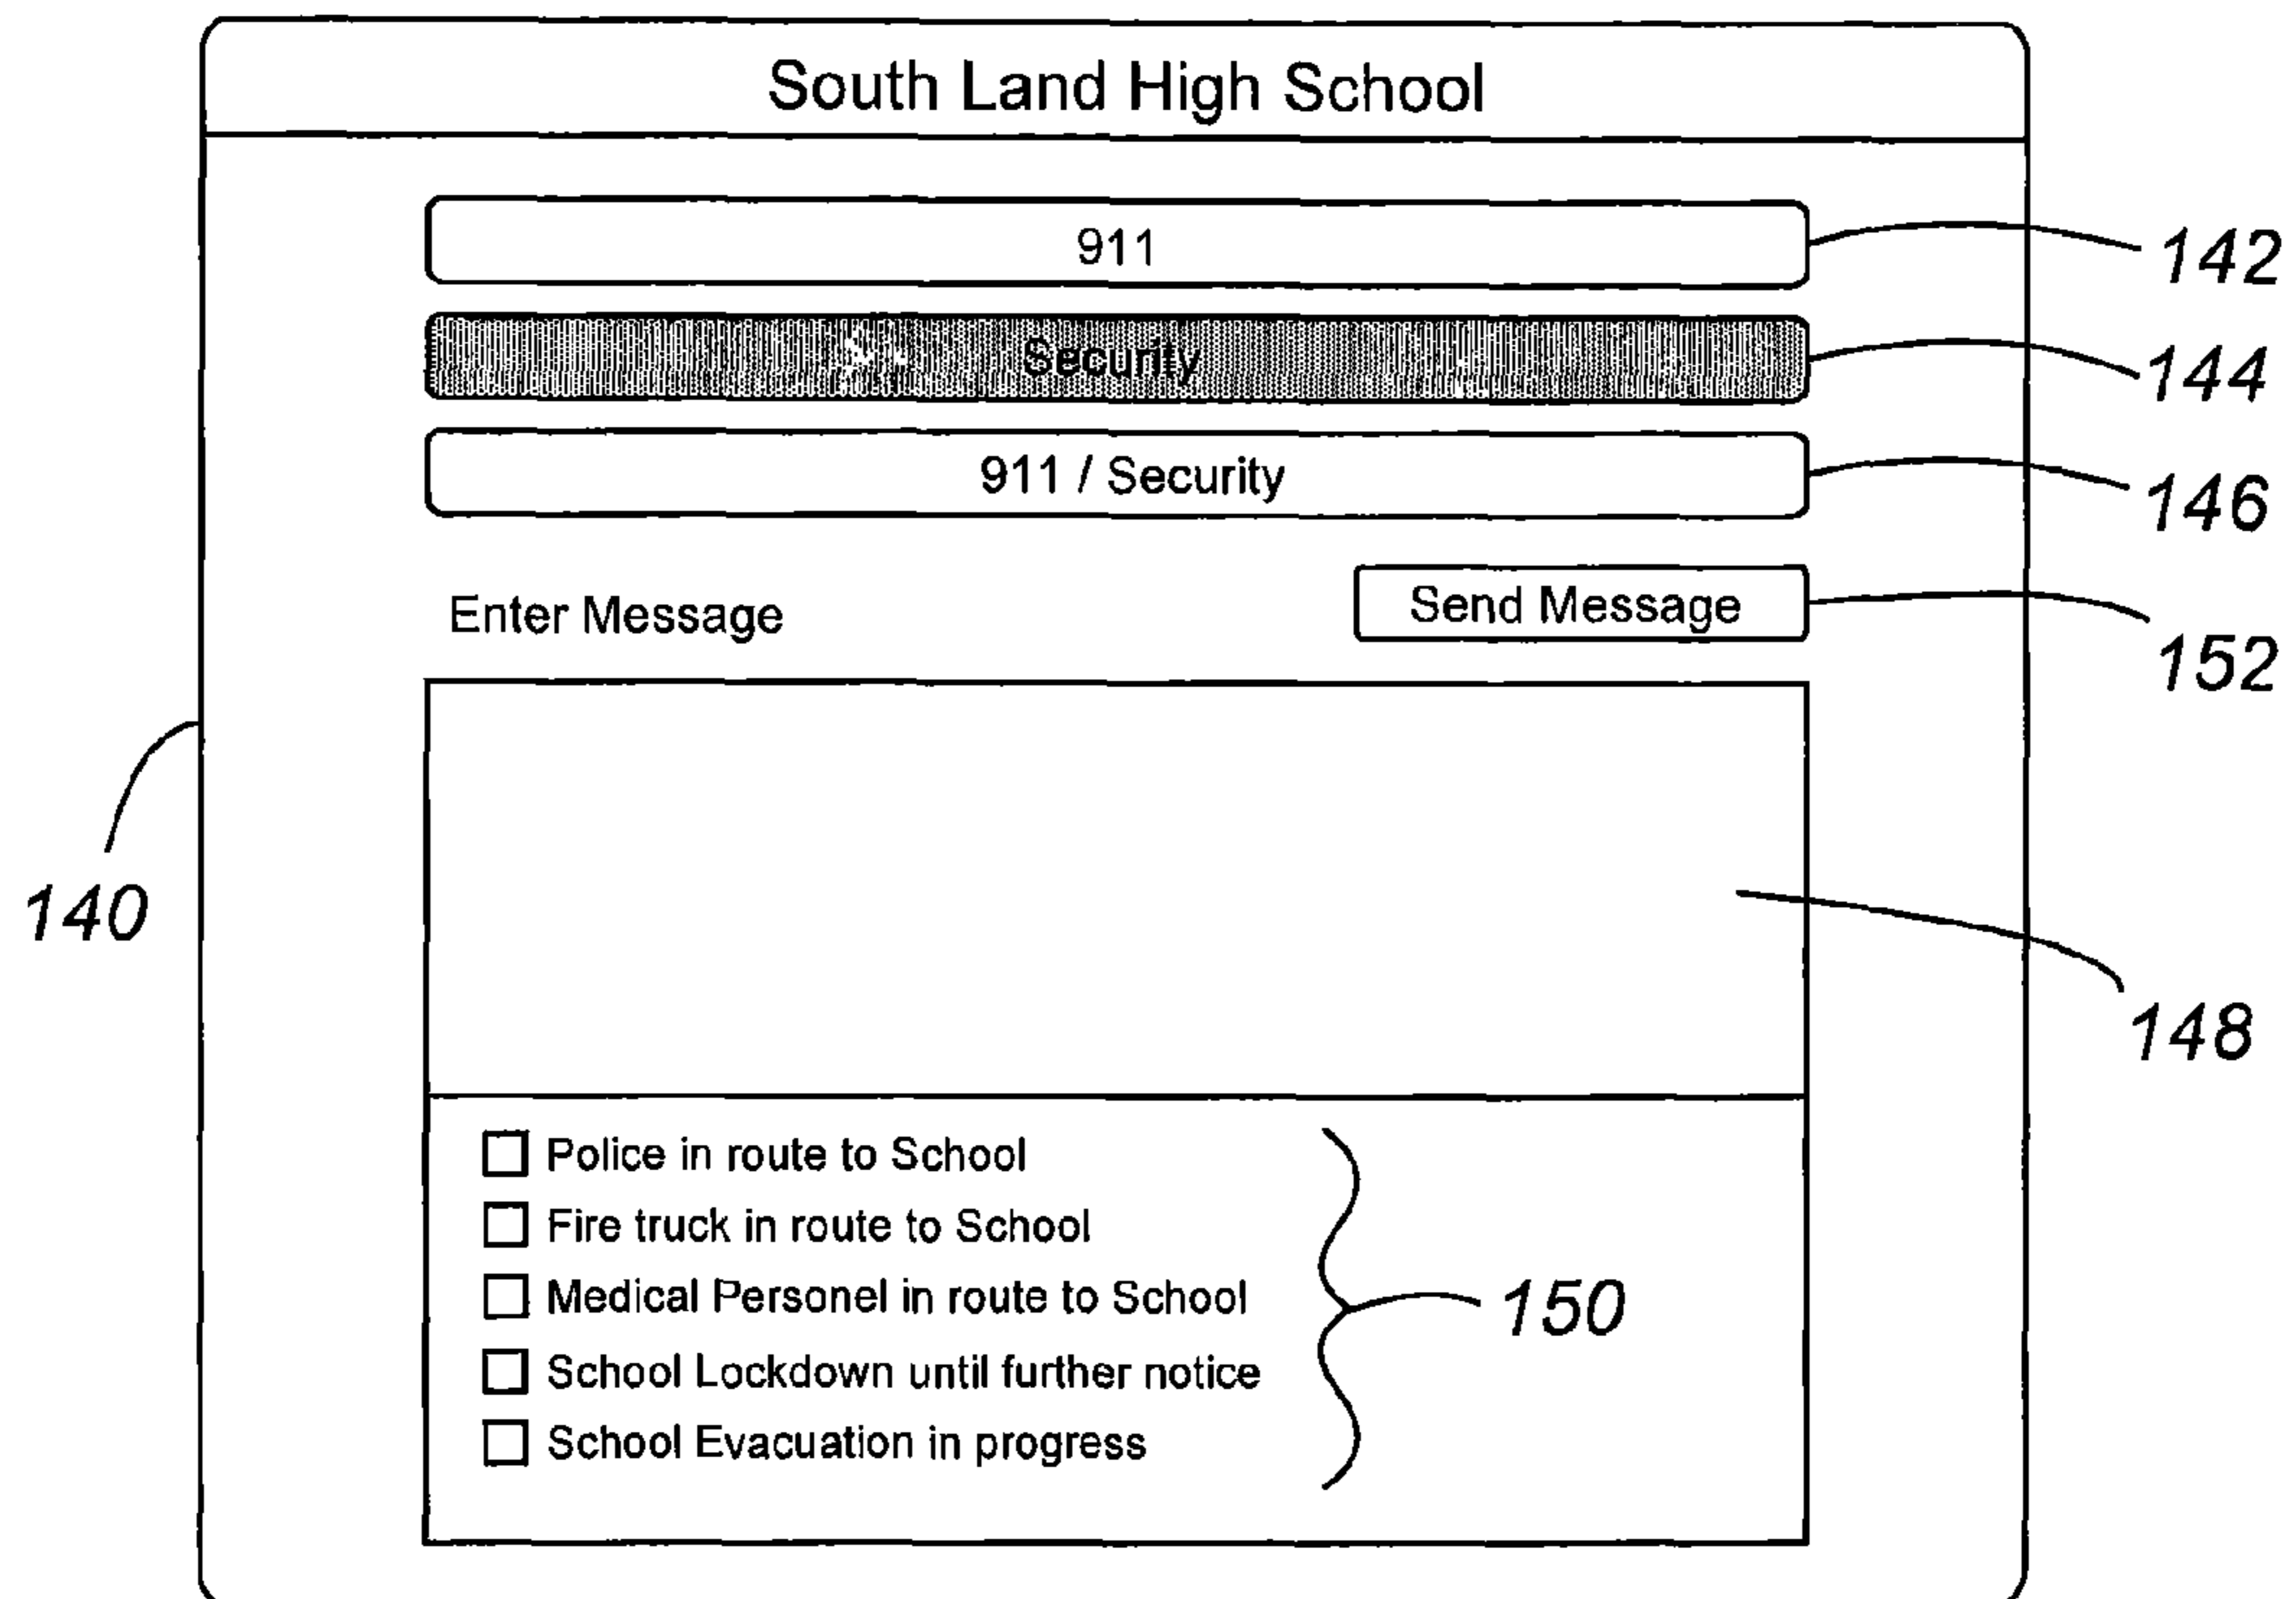 South Land High School
911
142
Security
144
911 / Security
146
Enter Message
Send Message
152
140
148
Police in route to School
Fire truck in route to School
Medical Personel in route to School
150
School Lockdown until further notice
School Evacuation in progress